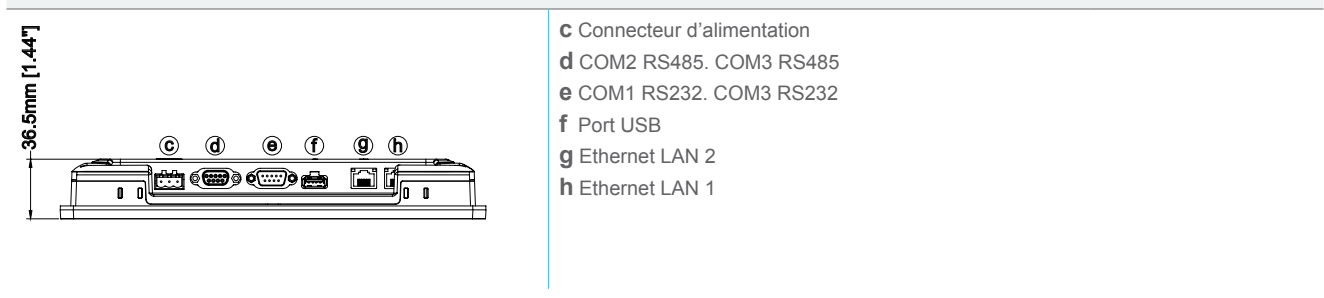 36.5mm [1.44"]
c d e f g h
c Connecteur d’alimentation
d COM2 RS485. COM3 RS485
e COM1 RS232. COM3 RS232
f Port USB
g Ethernet LAN 2
h Ethernet LAN 1